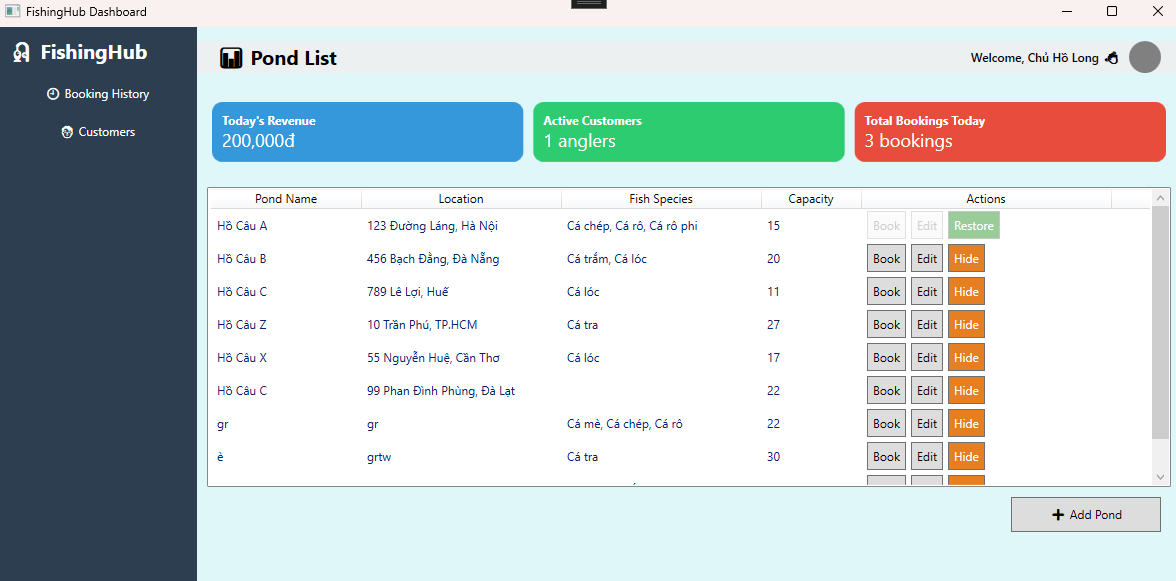 FishingHub Dashboard
FishingHub
Booking History
Customers
Pond List
Welcome, Chủ Hồ Long
Today's Revenue
200,000đ
Active Customers
1 anglers
Total Bookings Today
3 bookings
Pond Name Location Fish Species Capacity Actions
Hồ Câu A 123 Đường Láng, Hà Nội Cá chép, Cá rô, Cá rô phi 15 Book Edit Restore
Hồ Câu B 456 Bạch Đằng, Đà Nẵng Cá trắm, Cá lóc 20 Book Edit Hide
Hồ Câu C 789 Lê Lợi, Huế Cá lóc 11 Book Edit Hide
Hồ Câu Z 10 Trần Phú, TP.HCM Cá tra 27 Book Edit Hide
Hồ Câu X 55 Nguyễn Huệ, Cần Thơ Cá lóc 17 Book Edit Hide
Hồ Câu C 99 Phan Đình Phùng, Đà Lạt 22 Book Edit Hide
gr gr Cá mè, Cá chép, Cá rô 22 Book Edit Hide
è grtw Cá tra 30 Book Edit Hide
Add Pond